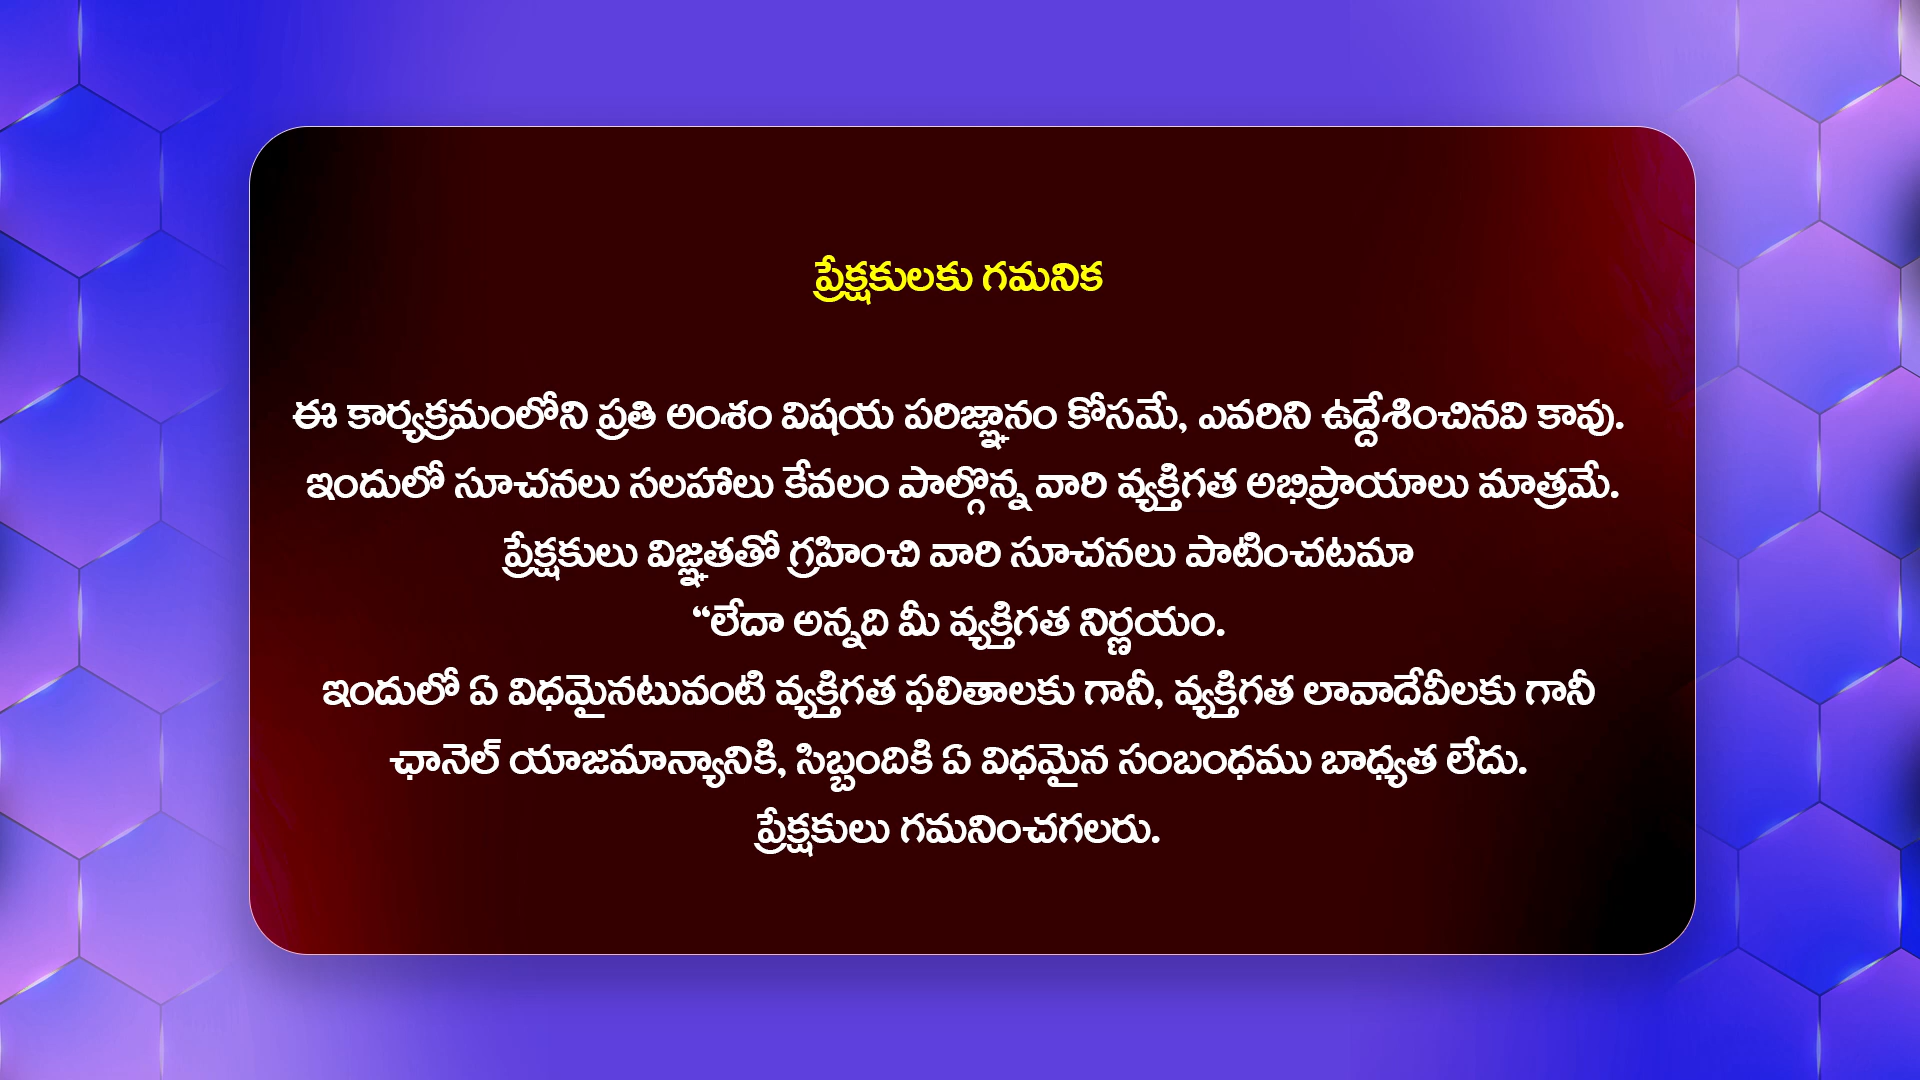 ప్రేక్షకులకు గమనిక
ఈ కార్యక్రమంలోని ప్రతి అంశం విషయ పరిజ్ఞానం కోసమే, ఎవరిని ఉద్దేశించినవి కావు.
ఇందులో సూచనలు సలహాలు కేవలం పాల్గొన్న వారి వ్యక్తిగత అభిప్రాయాలు మాత్రమే.
ప్రేక్షకులు విజ్ఞతతో గ్రహించి వారి సూచనలు పాటించటమా
“లేదా అన్నది మీ వ్యక్తిగత నిర్ణయం.
ఇందులో ఏ విధమైనటువంటి వ్యక్తిగత ఫలితాలకు గానీ, వ్యక్తిగత లావాదేవీలకు గానీ
ఛానెల్ యాజమాన్యానికి, సిబ్బందికి ఏ విధమైన సంబంధము బాధ్యత లేదు.
ప్రేక్షకులు గమనించగలరు.